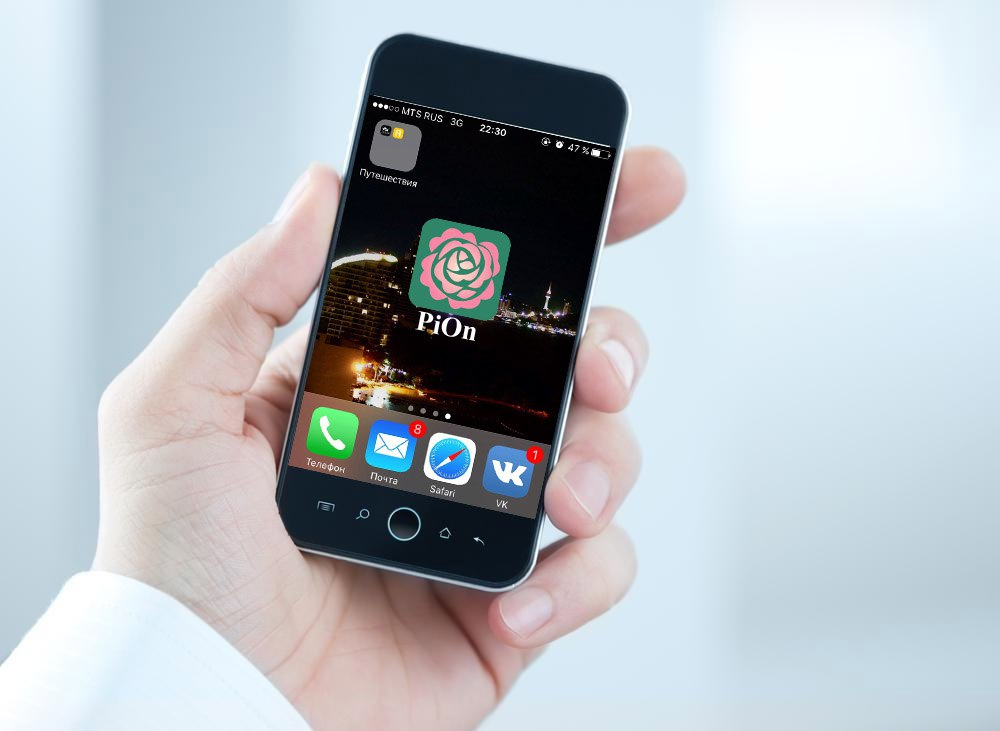 MTS RUS 3G 22:30 47 %
Путешествия
PiOn
8
1
Телефон
Почта
Safari
VK